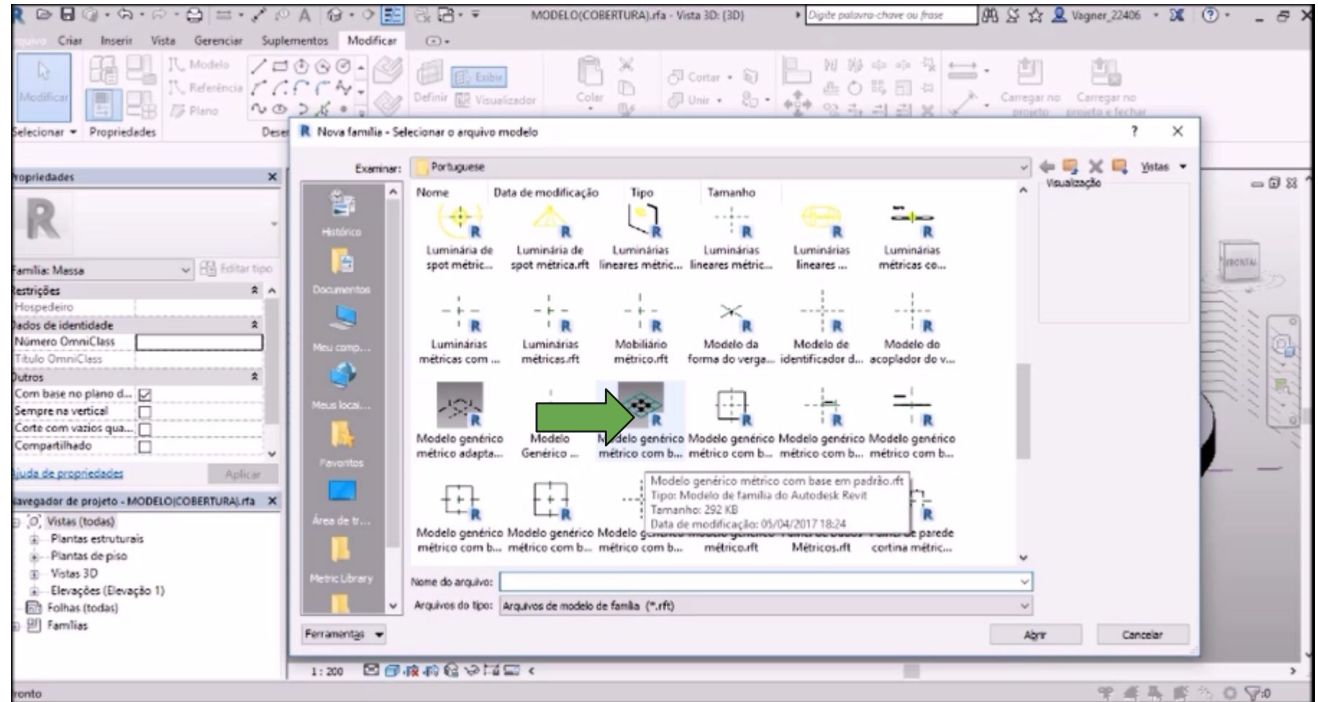 MODELO(COBERTURA).rfa - Vista 3D: {3D}
Digite palavra-chave ou frase
Vagner_22406
Criar Inserir Vista Gerenciar Suplementos Modificar
Modificar
Modelo
Referência
Plano
Definir
Exibir
Visualizador
Colar
Cortar
Unir
Carregar no projeto
Carregar no projeto e fechar
Selecionar
Propriedades
Nova família - Selecionar o arquivo modelo
Examinar: Portuguese
Vistas
Visualização
Nome Data de modificação Tipo Tamanho
Histórico
Documentos
Meu comp...
Meus locai...
Favoritos
Área de tr...
Metric Library
Luminária de spot métric...
Luminária de spot métrica.rft
Luminárias lineares métric...
Luminárias lineares métric...
Luminárias lineares ...
Luminárias métricas co...
Luminárias métricas com ...
Luminárias métricas.rft
Mobiliário métrico.rft
Modelo da forma do verga...
Modelo de identificador d...
Modelo do acoplador do v...
Modelo genérico métrico adapta...
Modelo Genérico ...
Modelo genérico métrico com b...
Modelo genérico métrico com b...
Modelo genérico métrico com b...
Modelo genérico métrico com b...
Modelo genérico métrico com b...
Modelo genérico métrico com b...
métrico com b...
métrico.rft
Métricos.rft
de parede cortina métric...
Modelo genérico métrico com base em padrão.rft
Tipo: Modelo de família do Autodesk Revit
Tamanho: 292 KB
Data de modificação: 05/04/2017 18:24
Nome do arquivo:
Arquivos do tipo: Arquivos de modelo de família (*.rft)
Ferramentas
Abrir
Cancelar
Propriedades
Família: Massa
Editar tipo
Restrições
Hospedeiro
Dados de identidade
Número OmniClass
Título OmniClass
Outros
Com base no plano d...
Sempre na vertical
Corte com vazios qua...
Compartilhado
Ajuda de propriedades
Aplicar
Navegador de projeto - MODELO(COBERTURA).rfa
Vistas (todas)
Plantas estruturais
Plantas de piso
Vistas 3D
Elevações (Elevação 1)
Folhas (todas)
Famílias
FRONTAL
1 : 200
Pronto
:0